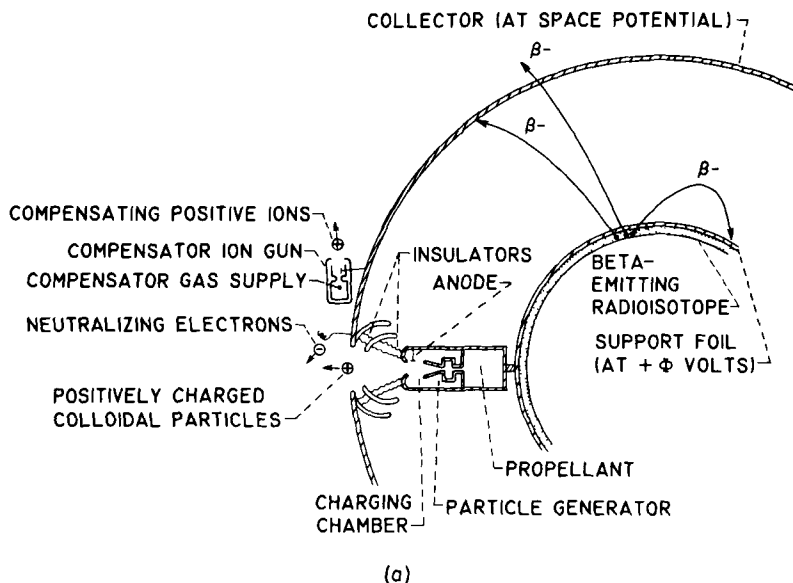 COLLECTOR (AT SPACE POTENTIAL)
β-
β-
β-
COMPENSATING POSITIVE IONS
COMPENSATOR ION GUN
COMPENSATOR GAS SUPPLY
NEUTRALIZING ELECTRONS
POSITIVELY CHARGED
COLLOIDAL PARTICLES
INSULATORS
ANODE
BETA-
EMITTING
RADIOISOTOPE
SUPPORT FOIL
(AT + Φ VOLTS)
PROPELLANT
CHARGING
CHAMBER
PARTICLE GENERATOR
(a)